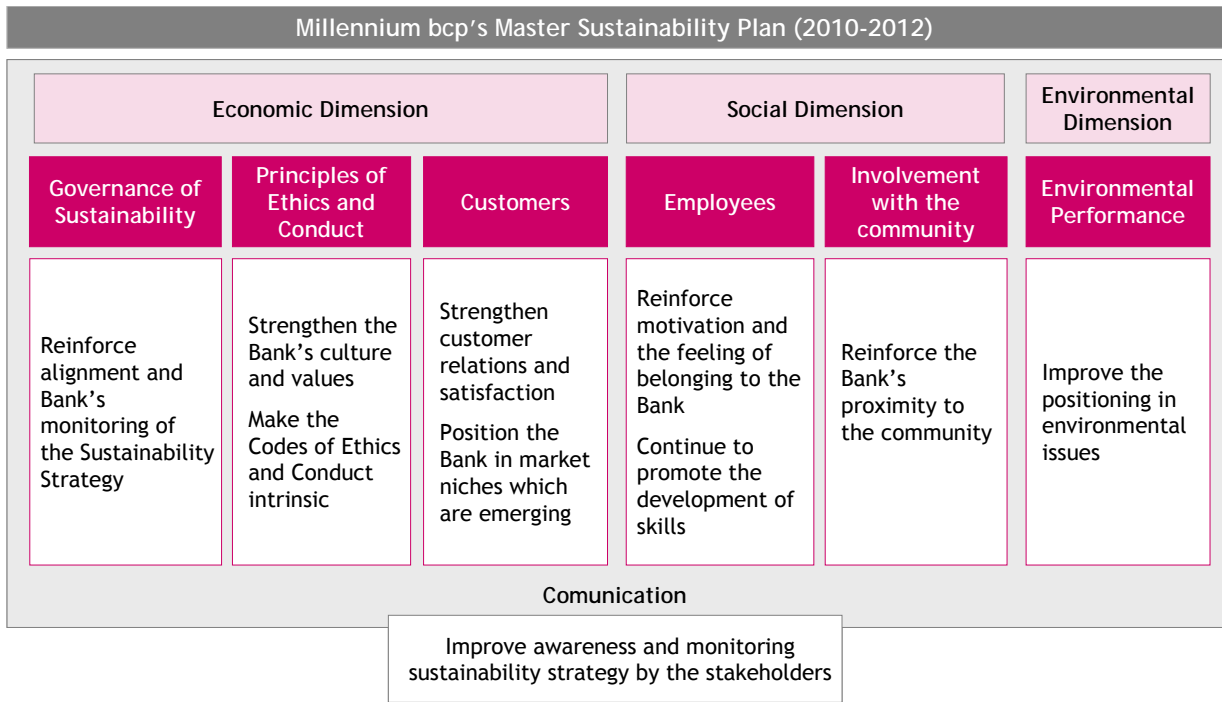 Millennium bcp's Master Sustainability Plan (2010-2012)
Economic Dimension
Social Dimension
Environmental
Dimension
Governance of
Sustainability
Principles of
Ethics and
Conduct
Customers
Employees
Involvement
with the
community
Environmental
Performance
Reinforce
alignment and
Bank's
monitoring of
the Sustainability
Strategy
Strengthen the
Bank's culture
and values
Make the
Codes of Ethics
and Conduct
intrinsic
Strengthen
customer
relations and
satisfaction
Position the
Bank in market
niches which
are emerging
Reinforce
motivation and
the feeling of
belonging to the
Bank
Continue to
promote the
development of
skills
Reinforce the
Bank's
proximity to
the community
Improve the
positioning in
environmental
issues
Comunication
Improve awareness and monitoring
sustainability strategy by the stakeholders